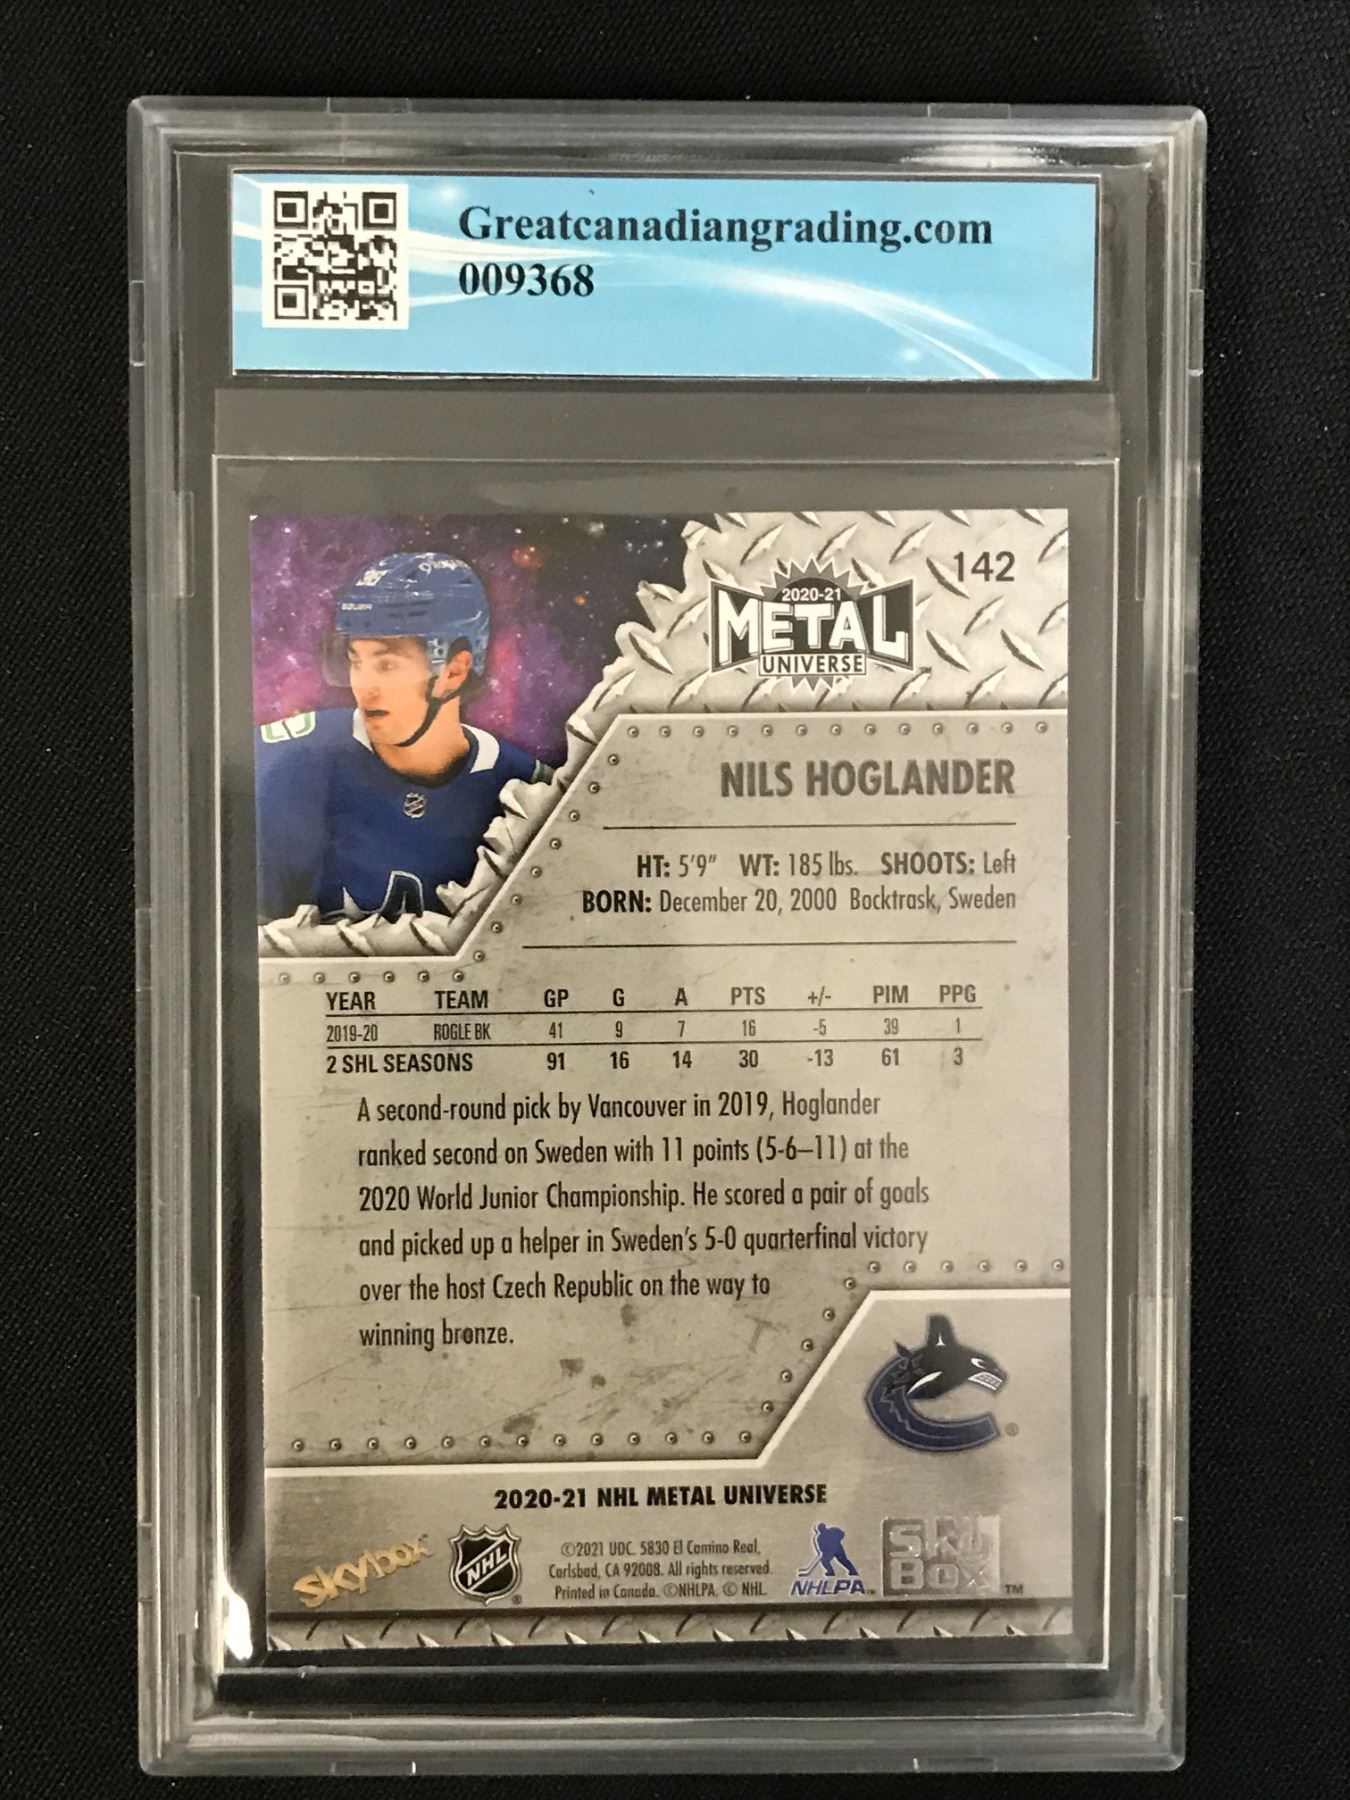 Greatcanadiangrading.com
009368
142
2020-21
METAL
UNIVERSE
BAUER
NILS HOGLANDER
HT: 5'9" WT: 185 lbs. SHOOTS: Left
BORN: December 20, 2000 Bocktrask, Sweden
YEAR TEAM GP G A PTS +/- PIM PPG
2019-20 ROGLE BK 41 9 7 16 -5 39 1
2 SHL SEASONS 91 16 14 30 -13 61 3
A second-round pick by Vancouver in 2019, Hoglander
ranked second on Sweden with 11 points (5-6–11) at the
2020 World Junior Championship. He scored a pair of goals
and picked up a helper in Sweden's 5-0 quarterfinal victory
over the host Czech Republic on the way to
winning bronze.
2020-21 NHL METAL UNIVERSE
skybox™
NHL
®
©2021 UDC. 5830 El Camino Real,
Carlsbad, CA 92008. All rights reserved.
Printed in Canada. ©NHLPA. © NHL.
NHLPA™
SKY
BOX ™